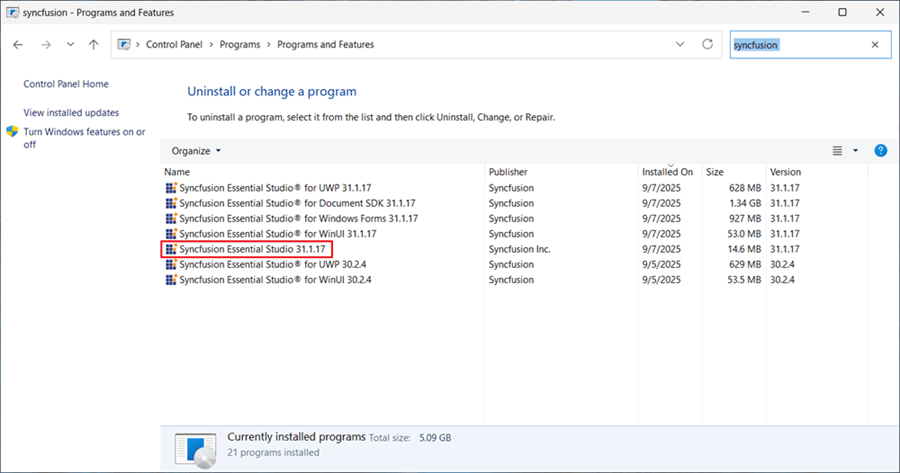 syncfusion - Programs and Features
Control Panel > Programs > Programs and Features
syncfusion
Control Panel Home
View installed updates
Turn Windows features on or
off
Uninstall or change a program
To uninstall a program, select it from the list and then click Uninstall, Change, or Repair.
Organize
Name Publisher Installed On Size Version
Syncfusion Essential Studio® for UWP 31.1.17 Syncfusion 9/7/2025 628 MB 31.1.17
Syncfusion Essential Studio® for Document SDK 31.1.17 Syncfusion 9/7/2025 1.34 GB 31.1.17
Syncfusion Essential Studio® for Windows Forms 31.1.17 Syncfusion 9/7/2025 927 MB 31.1.17
Syncfusion Essential Studio® for WinUI 31.1.17 Syncfusion 9/7/2025 53.0 MB 31.1.17
Syncfusion Essential Studio 31.1.17 Syncfusion Inc. 9/7/2025 14.6 MB 31.1.17
Syncfusion Essential Studio® for UWP 30.2.4 Syncfusion 9/5/2025 629 MB 30.2.4
Syncfusion Essential Studio® for WinUI 30.2.4 Syncfusion 9/5/2025 53.5 MB 30.2.4
Currently installed programs Total size: 5.09 GB
21 programs installed